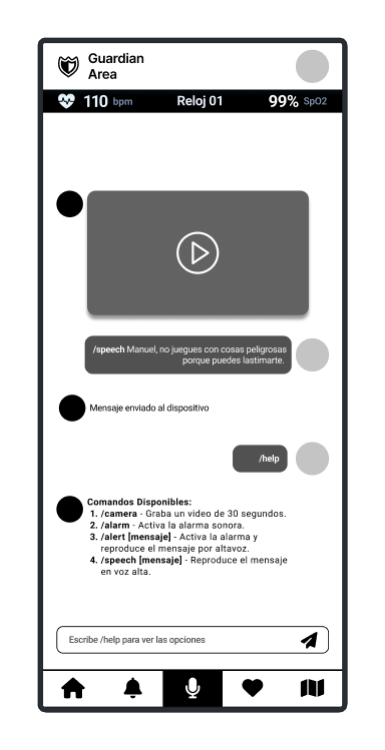 Guardian
Area
110 bpm
Reloj 01
99% SpO2
/speech Manuel, no juegues con cosas peligrosas
porque puedes lastimarte.
Mensaje enviado al dispositivo
/help
Comandos Disponibles:
1. /camera - Graba un video de 30 segundos.
2. /alarm - Activa la alarma sonora.
3. /alert [mensaje] - Activa la alarma y
reproduce el mensaje por altavoz.
4. /speech [mensaje] - Reproduce el mensaje
en voz alta.
Escribe /help para ver las opciones